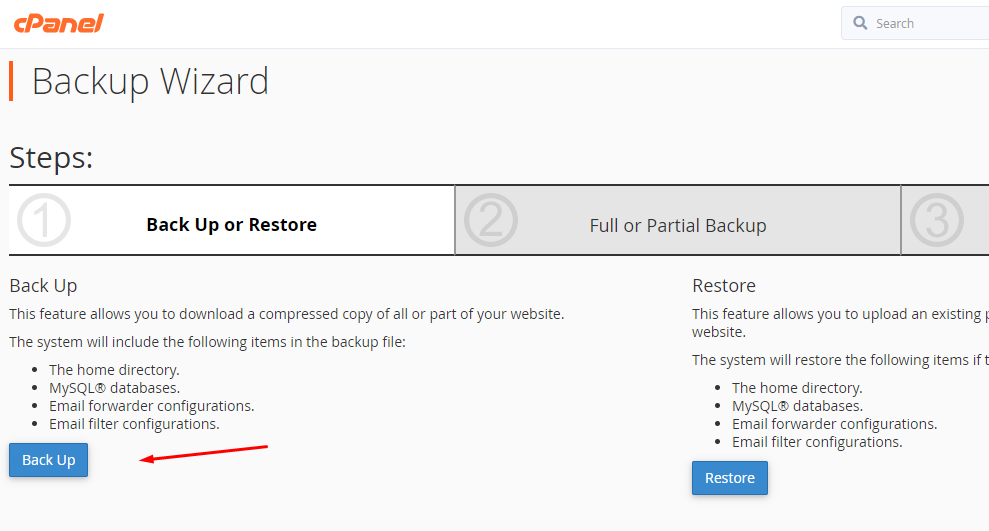 cPanel
Search
Backup Wizard
Steps:
1
Back Up or Restore
2
Full or Partial Backup
3
Back Up
This feature allows you to download a compressed copy of all or part of your website.
The system will include the following items in the backup file:
The home directory.
MySQL® databases.
Email forwarder configurations.
Email filter configurations.
Back Up
Restore
This feature allows you to upload an existing
website.
The system will restore the following items if
The home directory.
MySQL® databases.
Email forwarder configurations.
Email filter configurations.
Restore